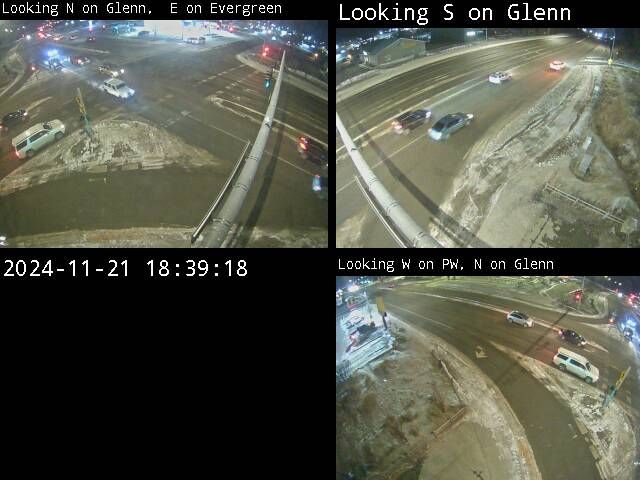 Looking N on Glenn,  E on Evergreen
Looking S on Glenn
2024-11-21 18:39:18
Looking W on PW, N on Glenn